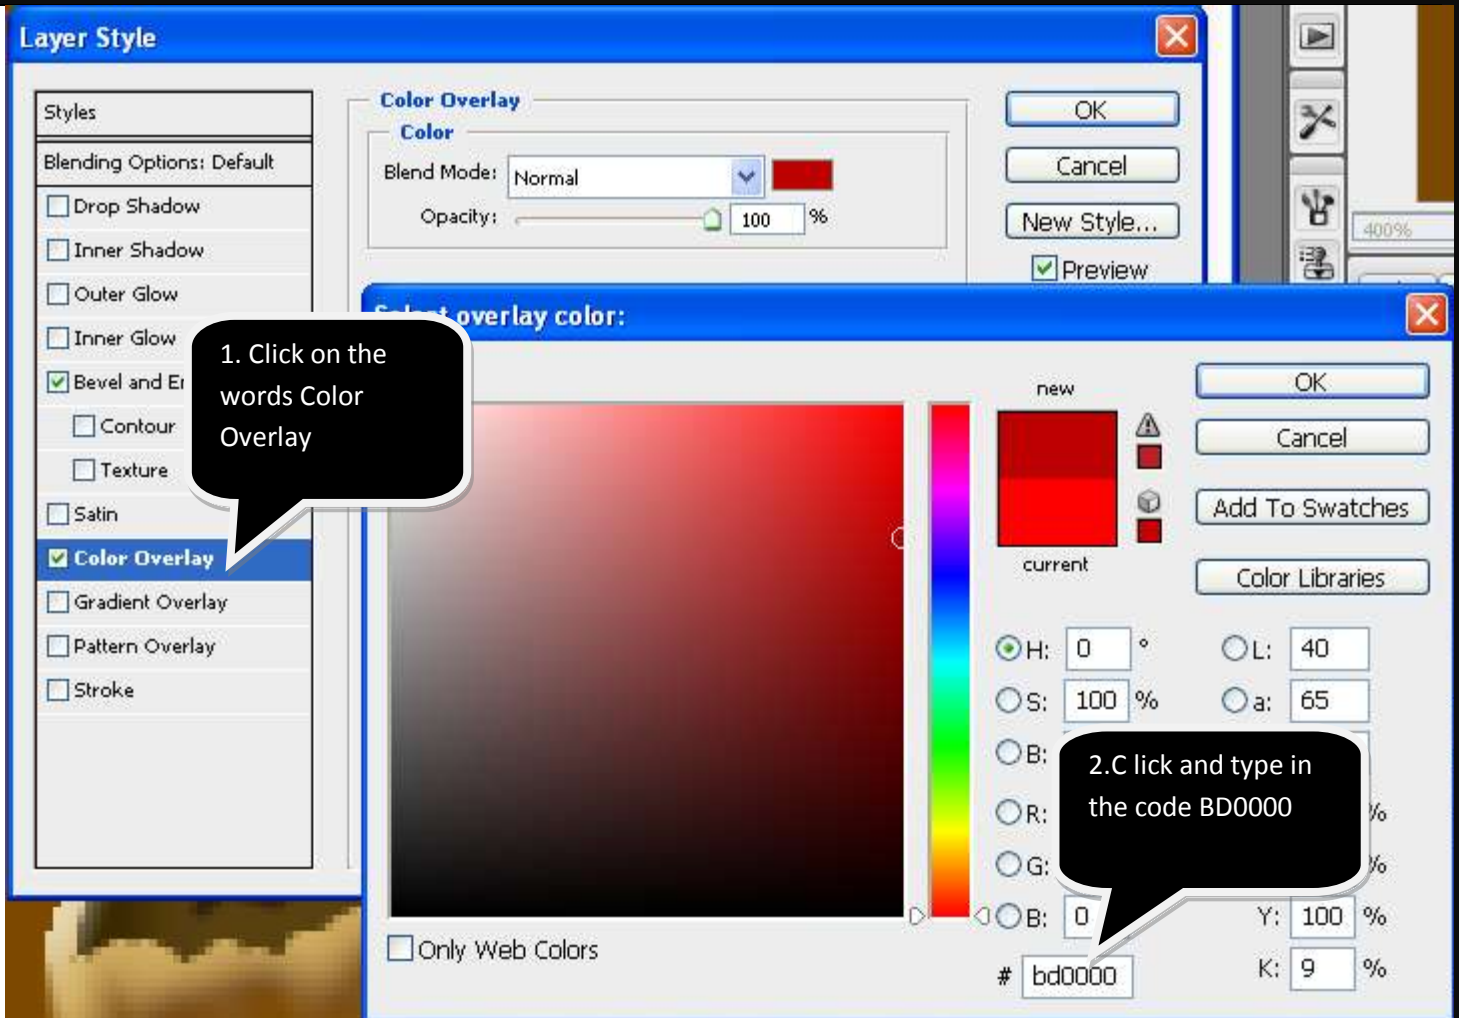 Layer Style
Styles
Blending Options: Default
Drop Shadow
Inner Shadow
Outer Glow
Inner Glow
Bevel and
Contour
Texture
Satin
Color Overlay
Gradient Overlay
Pattern Overlay
Stroke
Color Overlay
Color
Blend Mode: Normal
Opacity: 100 %
OK
Cancel
New Style...
Preview
400%
overlay color:
1. Click on the
words Color
Overlay
new
current
OK
Cancel
Add To Swatches
Color Libraries
H: 0 °
S: 100 %
B:
R:
G:
B: 0
# bd0000
L: 40
a: 65
%
%
Y: 100 %
K: 9 %
2.C lick and type in
the code BD0000
Only Web Colors